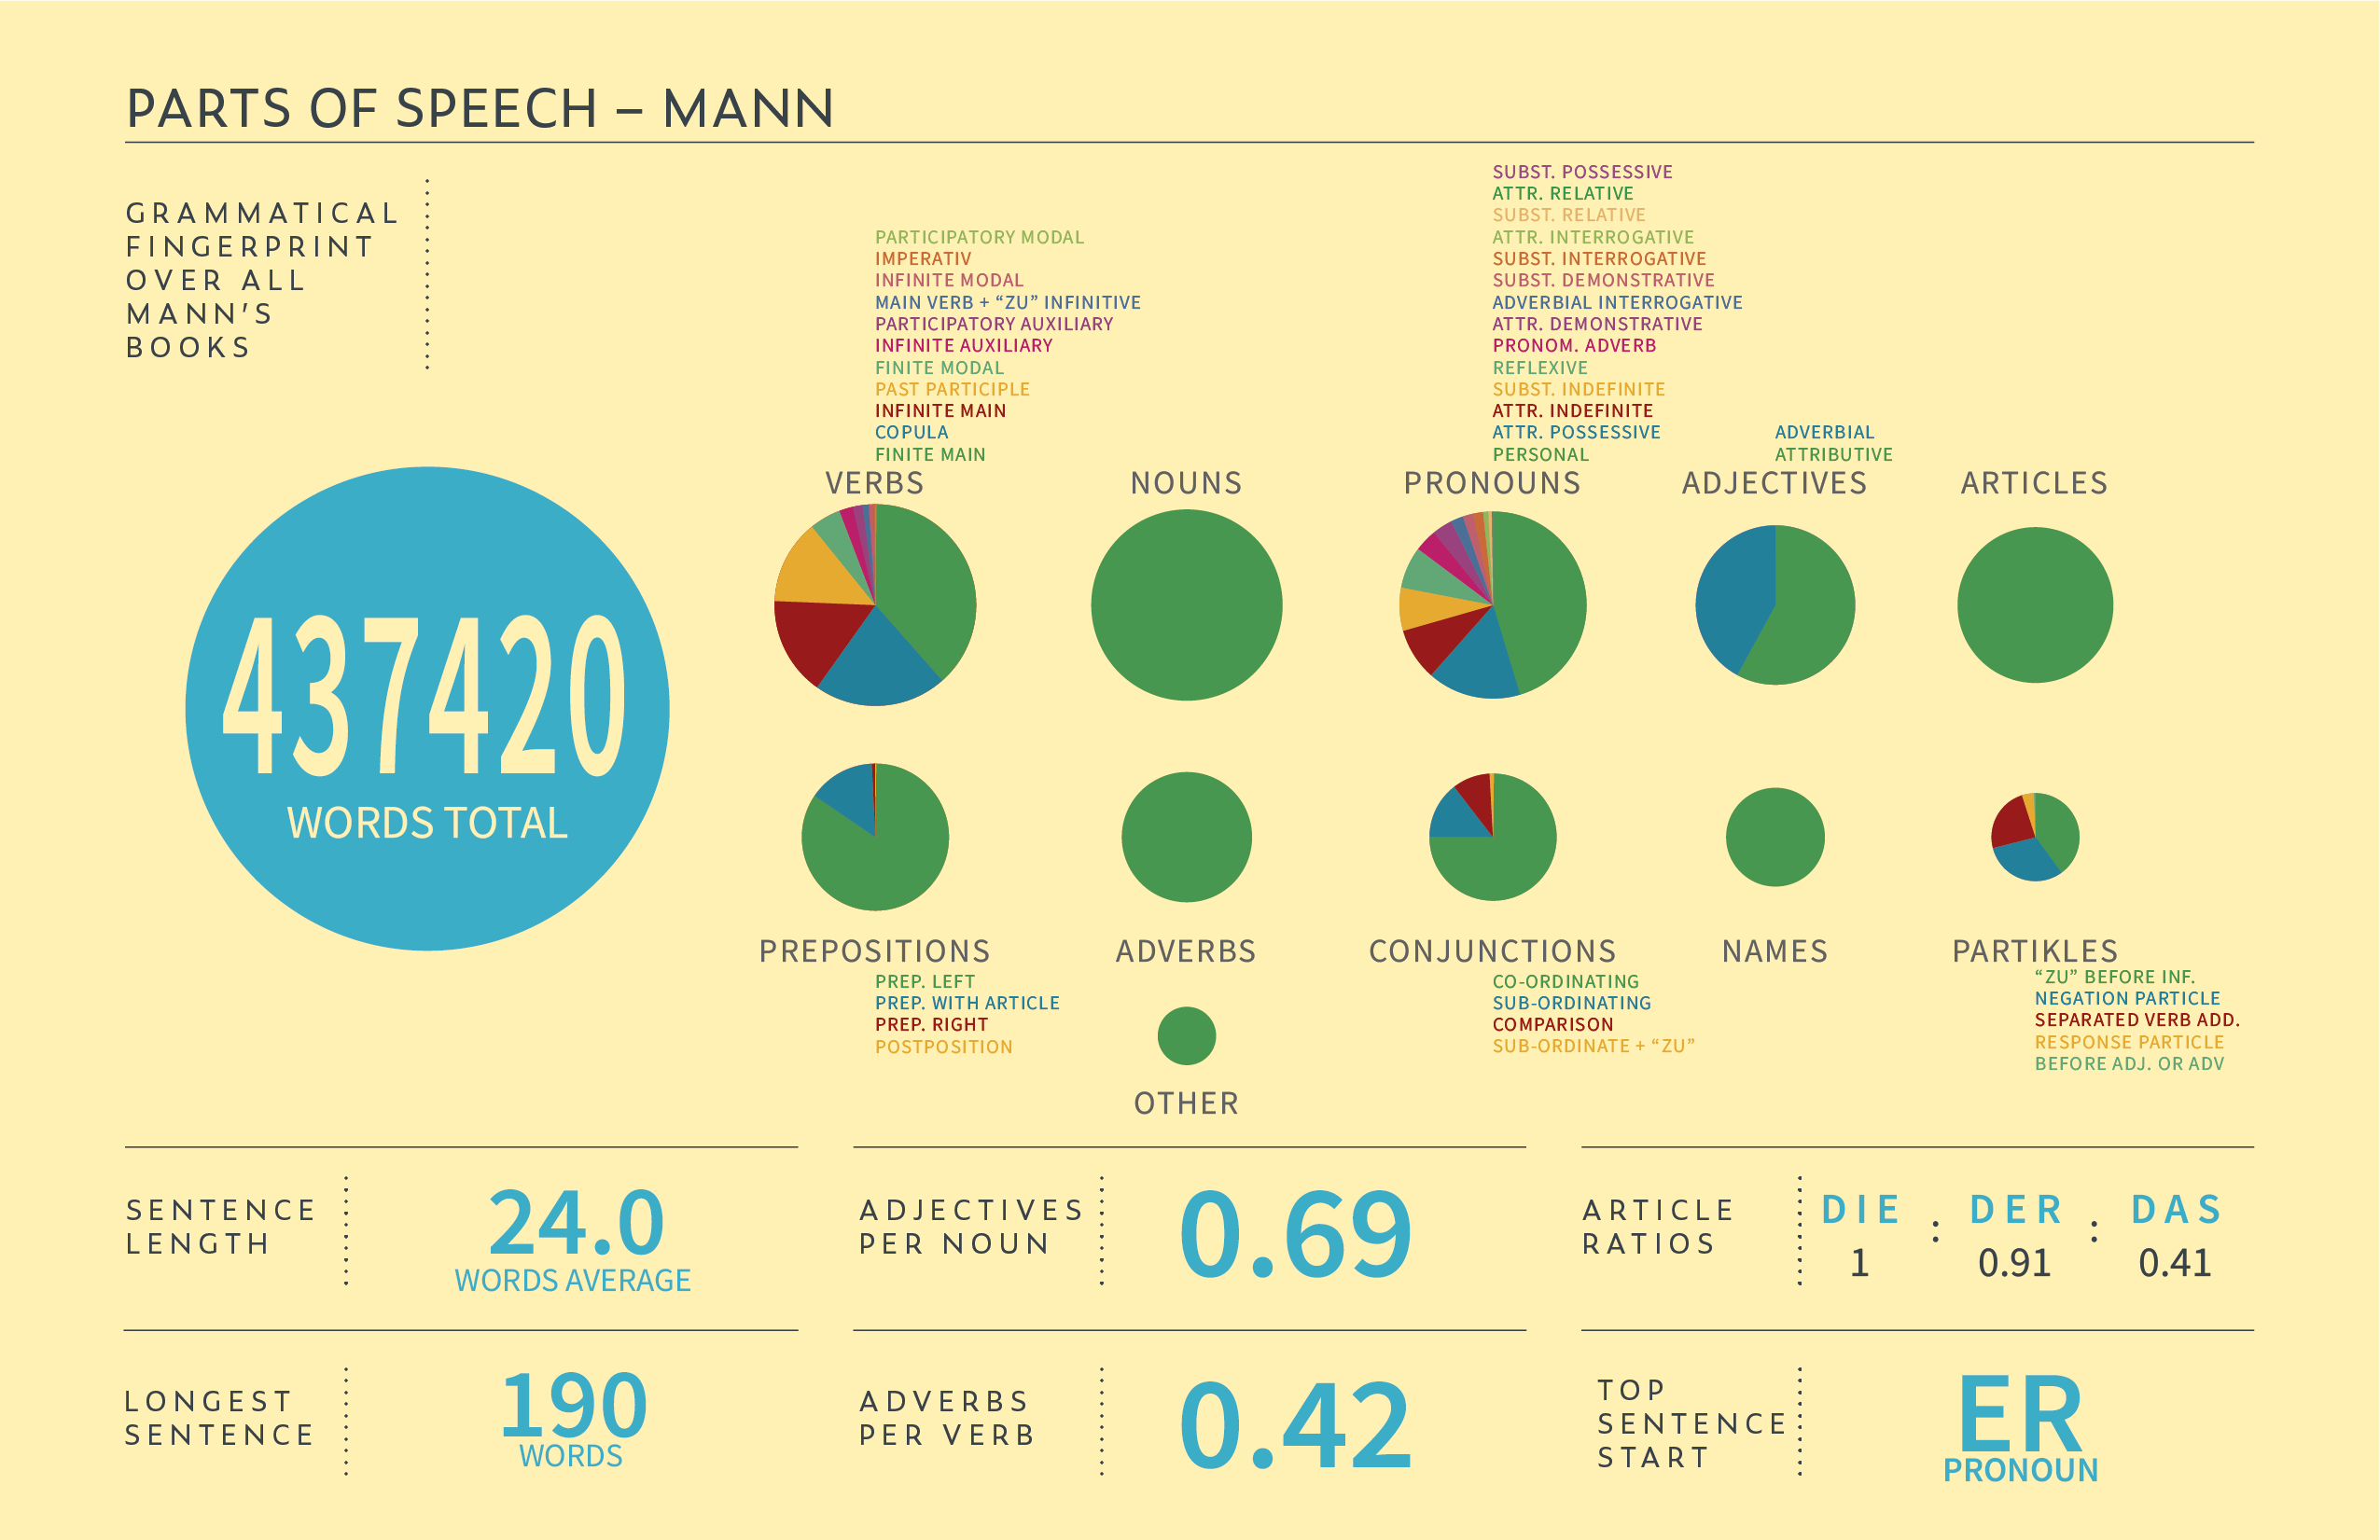 PARTS OF SPEECH – MANN
GRAMMATICAL
FINGERPRINT
OVER ALL
MANN'S
BOOKS
437420
WORDS TOTAL
PARTICIPATORY MODAL
IMPERATIV
INFINITE MODAL
MAIN VERB + “ZU” INFINITIVE
PARTICIPATORY AUXILIARY
INFINITE AUXILIARY
FINITE MODAL
PAST PARTICIPLE
INFINITE MAIN
COPULA
FINITE MAIN
VERBS
NOUNS
SUBST. POSSESSIVE
ATTR. RELATIVE
SUBST. RELATIVE
ATTR. INTERROGATIVE
SUBST. INTERROGATIVE
SUBST. DEMONSTRATIVE
ADVERBIAL INTERROGATIVE
ATTR. DEMONSTRATIVE
PRONOM. ADVERB
REFLEXIVE
SUBST. INDEFINITE
ATTR. INDEFINITE
ATTR. POSSESSIVE
PERSONAL
PRONOUNS
ADVERBIAL
ATTRIBUTIVE
ADJECTIVES
ARTICLES
PREPOSITIONS
PREP. LEFT
PREP. WITH ARTICLE
PREP. RIGHT
POSTPOSITION
ADVERBS
OTHER
CONJUNCTIONS
CO-ORDINATING
SUB-ORDINATING
COMPARISON
SUB-ORDINATE + “ZU”
NAMES
PARTIKLES
“ZU” BEFORE INF.
NEGATION PARTICLE
SEPARATED VERB ADD.
RESPONSE PARTICLE
BEFORE ADJ. OR ADV
SENTENCE
LENGTH
24.0
WORDS AVERAGE
ADJECTIVES
PER NOUN
0.69
ARTICLE
RATIOS
DIE : DER : DAS
1 0.91 0.41
LONGEST
SENTENCE
190
WORDS
ADVERBS
PER VERB
0.42
TOP
SENTENCE
START
ER
PRONOUN